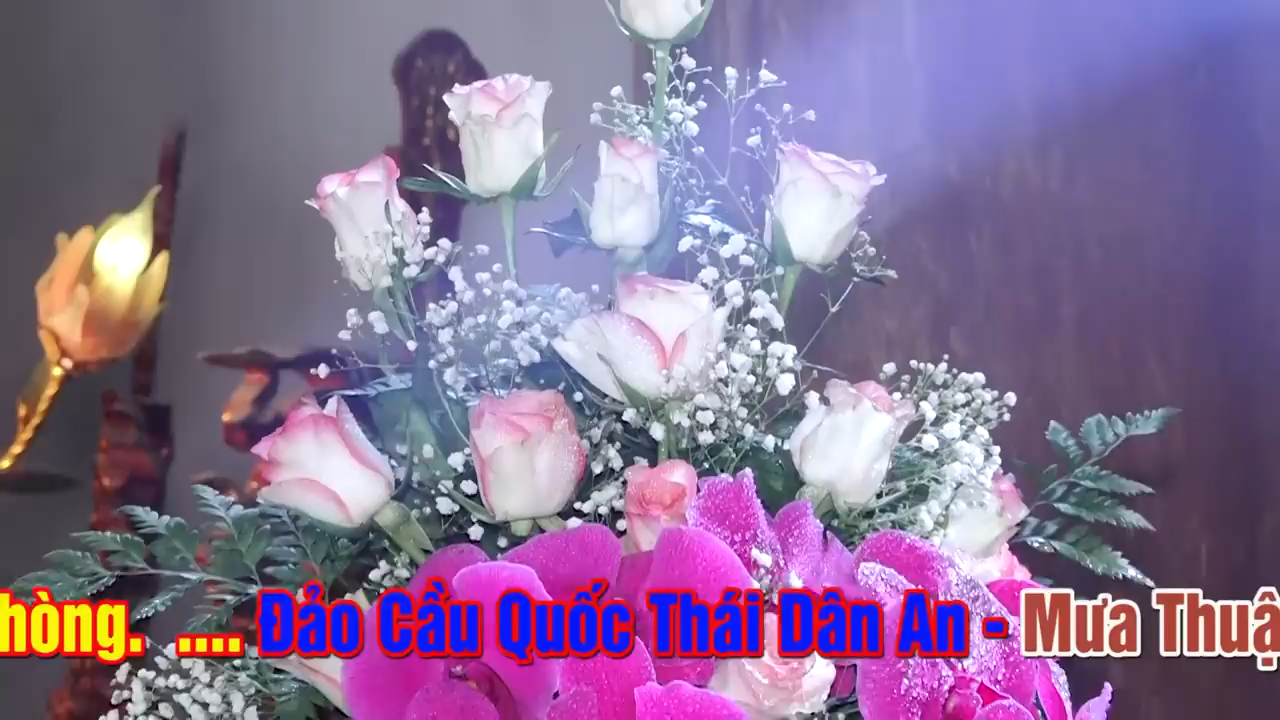 hòng. .... Đảo Cầu Quốc Thái Dân An - Mưa Thuậ